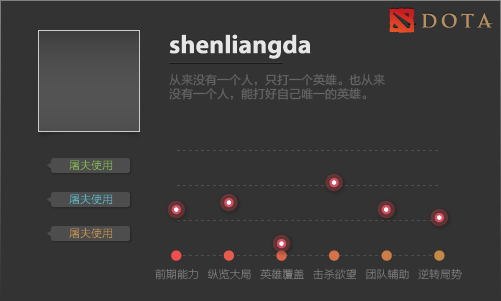 DOTA
shenliangda
从来没有一个人，只打一个英雄。也从来
没有一个人，能打好自己唯一的英雄。
屠夫使用
屠夫使用
屠夫使用
前期能力 纵览大局 英雄覆盖 击杀欲望 团队辅助 逆转局势